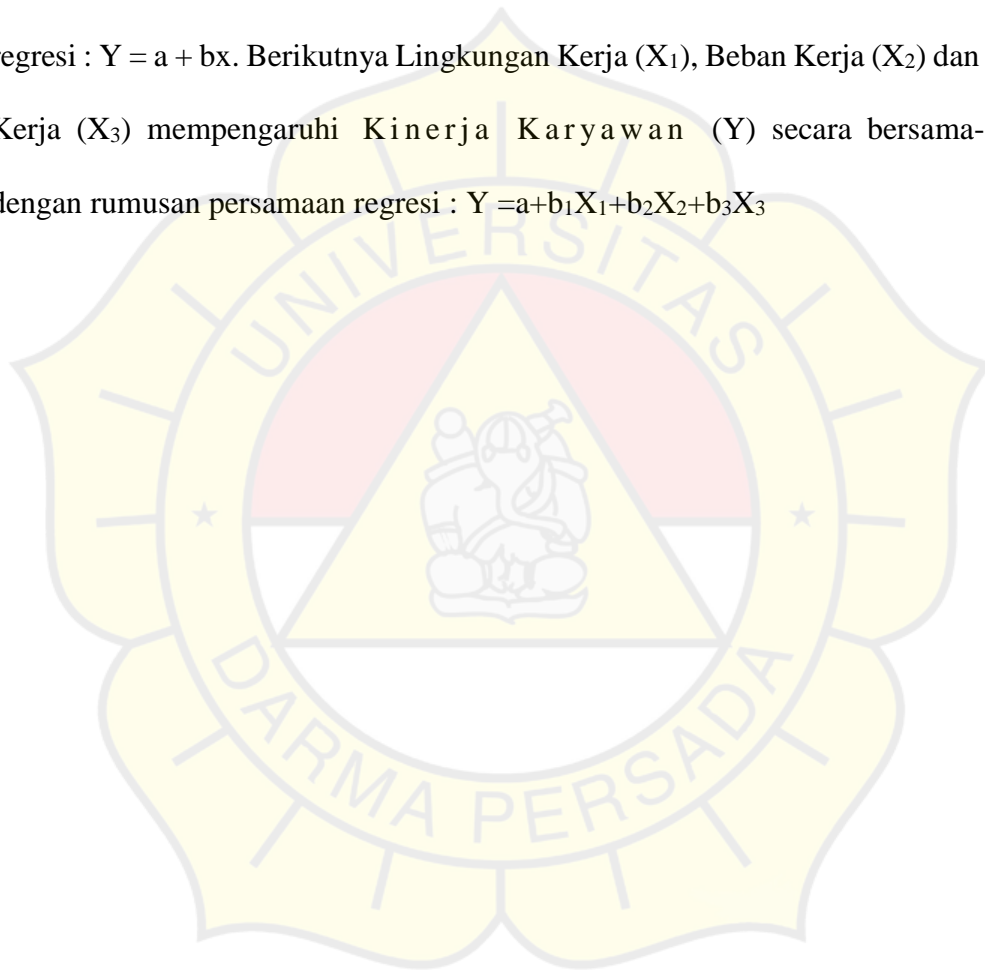 regresi : Y = a + bx. Berikutnya Lingkungan Kerja (X₁), Beban Kerja (X₂) dan
Kerja (X₃) mempengaruhi Kinerja Karyawan (Y) secara bersama-
dengan rumusan persamaan regresi : Y =a+b₁X₁+b₂X₂+b₃X₃
UNIVERSITAS
DARMA PERSADA